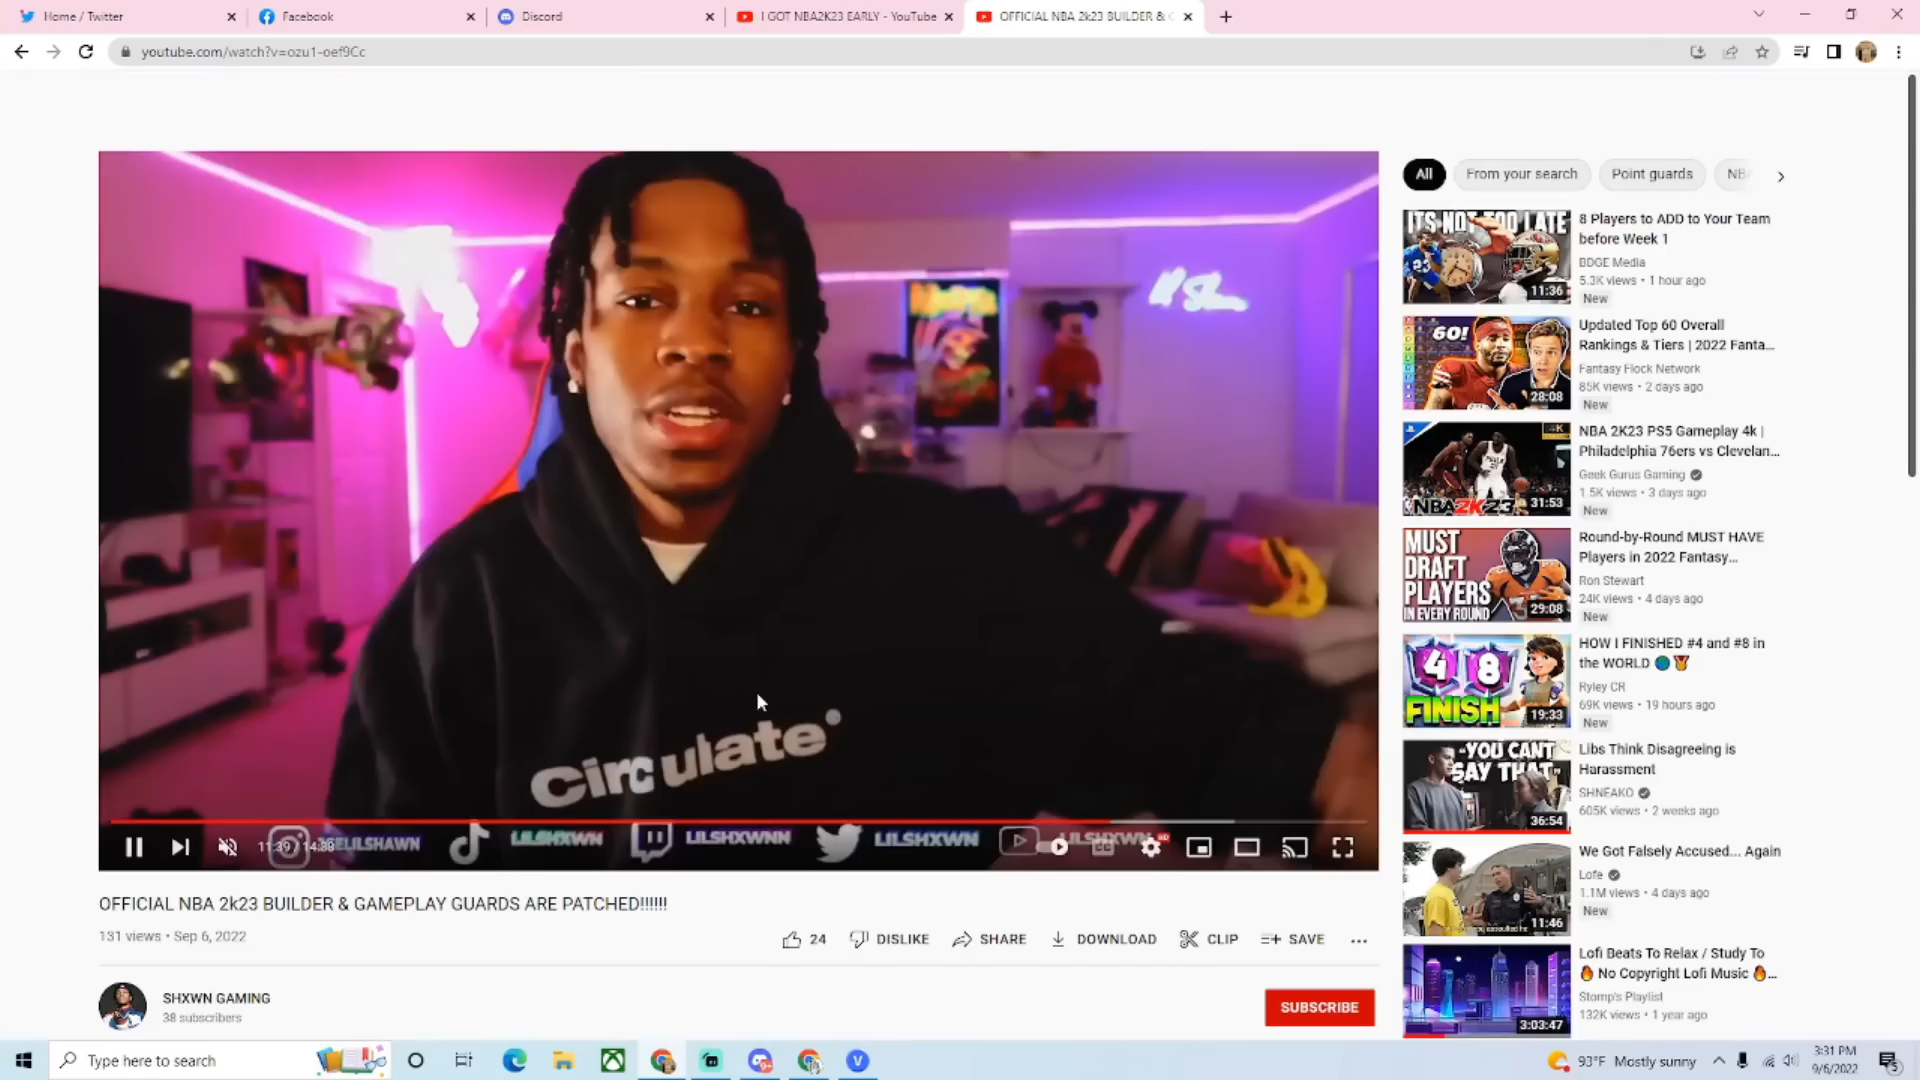 Home / Twitter
Facebook
Discord
I GOT NBA2K23 EARLY - YouTube
OFFICIAL NBA 2k23 BUILDER & G
youtube.com/watch?v=ozu1-oef9Cc
Circulate
LILSHXWN
LILSHXWNN
LILSHXWN
OFFICIAL NBA 2k23 BUILDER & GAMEPLAY GUARDS ARE PATCHED!!!!!!
131 views • Sep 6, 2022
24
DISLIKE
SHARE
DOWNLOAD
CLIP
SAVE
SHXWN GAMING
38 subscribers
SUBSCRIBE
All
From your search
Point guards
NBA
ITS NOT TOO LATE
11:36
8 Players to ADD to Your Team
before Week 1
BDGE Media
5.3K views • 1 hour ago
New
60!
28:08
Updated Top 60 Overall
Rankings & Tiers | 2022 Fanta...
Fantasy Flock Network
85K views • 2 days ago
New
4K
NBA2K23
31:53
NBA 2K23 PS5 Gameplay 4k |
Philadelphia 76ers vs Clevelan...
Geek Gurus Gaming
1.5K views • 3 days ago
New
MUST
DRAFT
PLAYERS
IN EVERY ROUND
29:08
Round-by-Round MUST HAVE
Players in 2022 Fantasy...
Ron Stewart
24K views • 4 days ago
New
4 8
FINISH
19:33
HOW I FINISHED #4 and #8 in
the WORLD 🌎🏅
Ryley CR
69K views • 19 hours ago
New
"YOU CANT
SAY THAT"
36:54
Libs Think Disagreeing is
Harassment
SHNEAKO
605K views • 2 weeks ago
11:46
We Got Falsely Accused... Again
Lofe
1.1M views • 4 days ago
New
3:03:47
Lofi Beats To Relax / Study To
🔥 No Copyright Lofi Music 🔥...
Stomp's Playlist
132K views • 1 year ago
Type here to search
93°F Mostly sunny
3:31 PM
9/6/2022